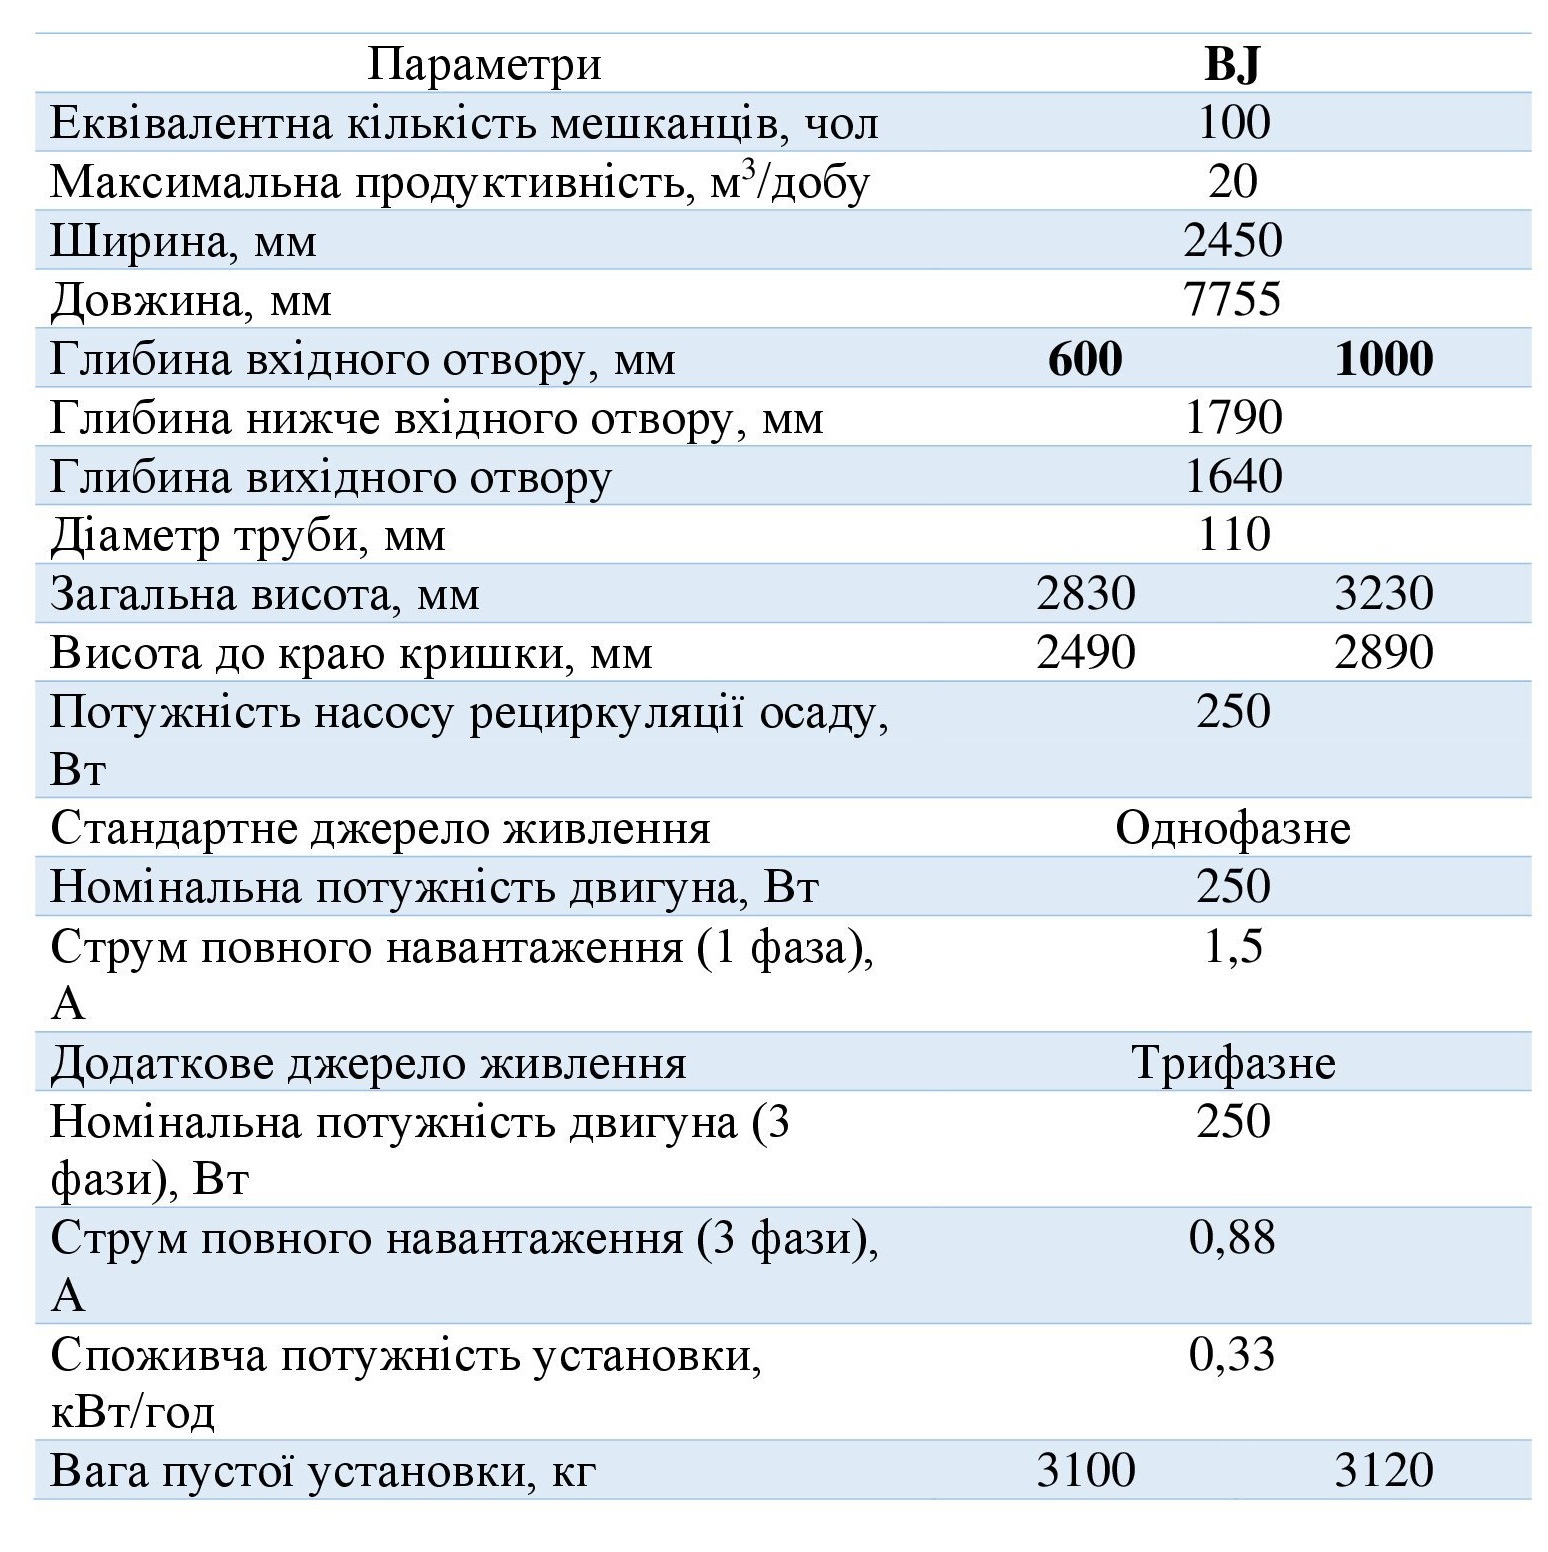 Параметри BJ
Еквівалентна кількість мешканців, чол 100
Максимальна продуктивність, м³/добу 20
Ширина, мм 2450
Довжина, мм 7755
Глибина вхідного отвору, мм 600 1000
Глибина нижче вхідного отвору, мм 1790
Глибина вихідного отвору 1640
Діаметр труби, мм 110
Загальна висота, мм 2830 3230
Висота до краю кришки, мм 2490 2890
Потужність насосу рециркуляції осаду, 250
Вт
Стандартне джерело живлення Однофазне
Номінальна потужність двигуна, Вт 250
Струм повного навантаження (1 фаза), 1,5
А
Додаткове джерело живлення Трифазне
Номінальна потужність двигуна (3 250
фази), Вт
Струм повного навантаження (3 фази), 0,88
А
Споживча потужність установки, 0,33
кВт/год
Вага пустої установки, кг 3100 3120